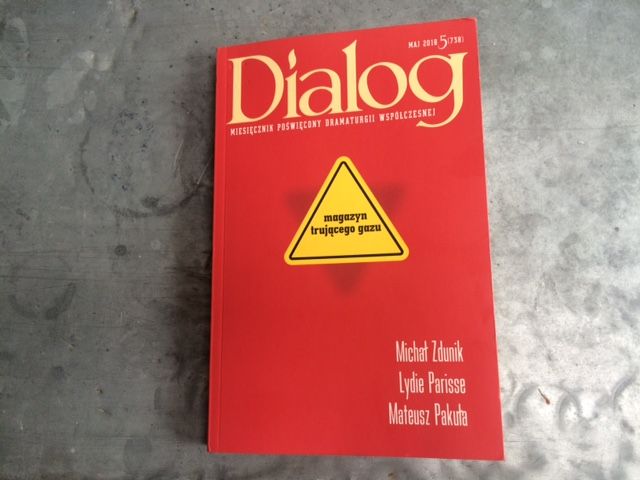 MAJ 2018 5(738)
Dialog
MIESIĘCZNIK POŚWIĘCONY DRAMATURGII WSPÓŁCZESNEJ
magazyn
trującego gazu
Michał Zdunik
Lydie Parisse
Mateusz Pakuła